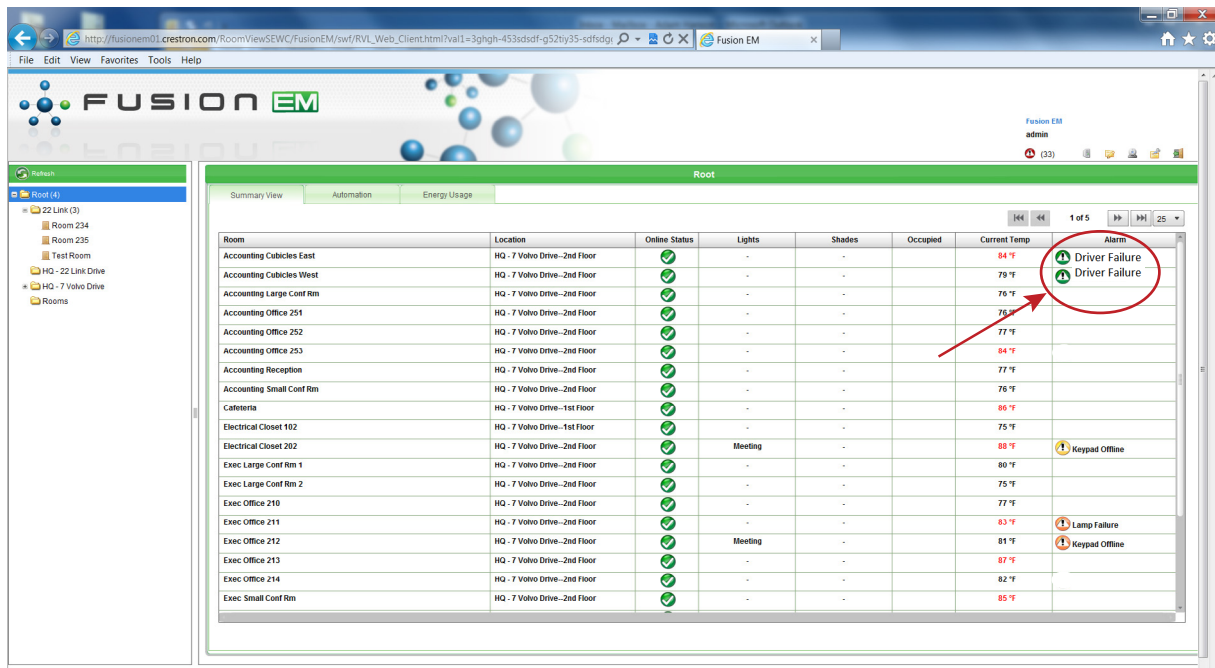 http://fusionem01.crestron.com/RoomViewSEWC/FusionEM/swf/RVL_Web_Client.html?val1=3ghgh-453sdsdf-g52tiy35-sdfsdg Fusion EM
File Edit View Favorites Tools Help
FUSION EM
Fusion EM
admin
(33)
Refresh
Root
Root (4)
22 Link (3)
Room 234
Room 235
Test Room
HQ - 22 Link Drive
HQ - 7 Volvo Drive
Rooms
Summary View Automation Energy Usage
1 of 5 25
Room Location Online Status Lights Shades Occupied Current Temp Alarm
Accounting Cubicles East HQ - 7 Volvo Drive--2nd Floor - - 84 °F Driver Failure
Accounting Cubicles West HQ - 7 Volvo Drive--2nd Floor - - 79 °F Driver Failure
Accounting Large Conf Rm HQ - 7 Volvo Drive--2nd Floor - - 76 °F
Accounting Office 251 HQ - 7 Volvo Drive--2nd Floor - - 76 °F
Accounting Office 252 HQ - 7 Volvo Drive--2nd Floor - - 77 °F
Accounting Office 253 HQ - 7 Volvo Drive--2nd Floor - - 84 °F
Accounting Reception HQ - 7 Volvo Drive--2nd Floor - - 77 °F
Accounting Small Conf Rm HQ - 7 Volvo Drive--2nd Floor - - 76 °F
Cafeteria HQ - 7 Volvo Drive--1st Floor - - 86 °F
Electrical Closet 102 HQ - 7 Volvo Drive--1st Floor - - 75 °F
Electrical Closet 202 HQ - 7 Volvo Drive--2nd Floor Meeting - 88 °F Keypad Offline
Exec Large Conf Rm 1 HQ - 7 Volvo Drive--2nd Floor - - 80 °F
Exec Large Conf Rm 2 HQ - 7 Volvo Drive--2nd Floor - - 75 °F
Exec Office 210 HQ - 7 Volvo Drive--2nd Floor - - 77 °F
Exec Office 211 HQ - 7 Volvo Drive--2nd Floor - - 83 °F Lamp Failure
Exec Office 212 HQ - 7 Volvo Drive--2nd Floor Meeting - 81 °F Keypad Offline
Exec Office 213 HQ - 7 Volvo Drive--2nd Floor - - 87 °F
Exec Office 214 HQ - 7 Volvo Drive--2nd Floor - - 82 °F
Exec Small Conf Rm HQ - 7 Volvo Drive--2nd Floor - - 85 °F